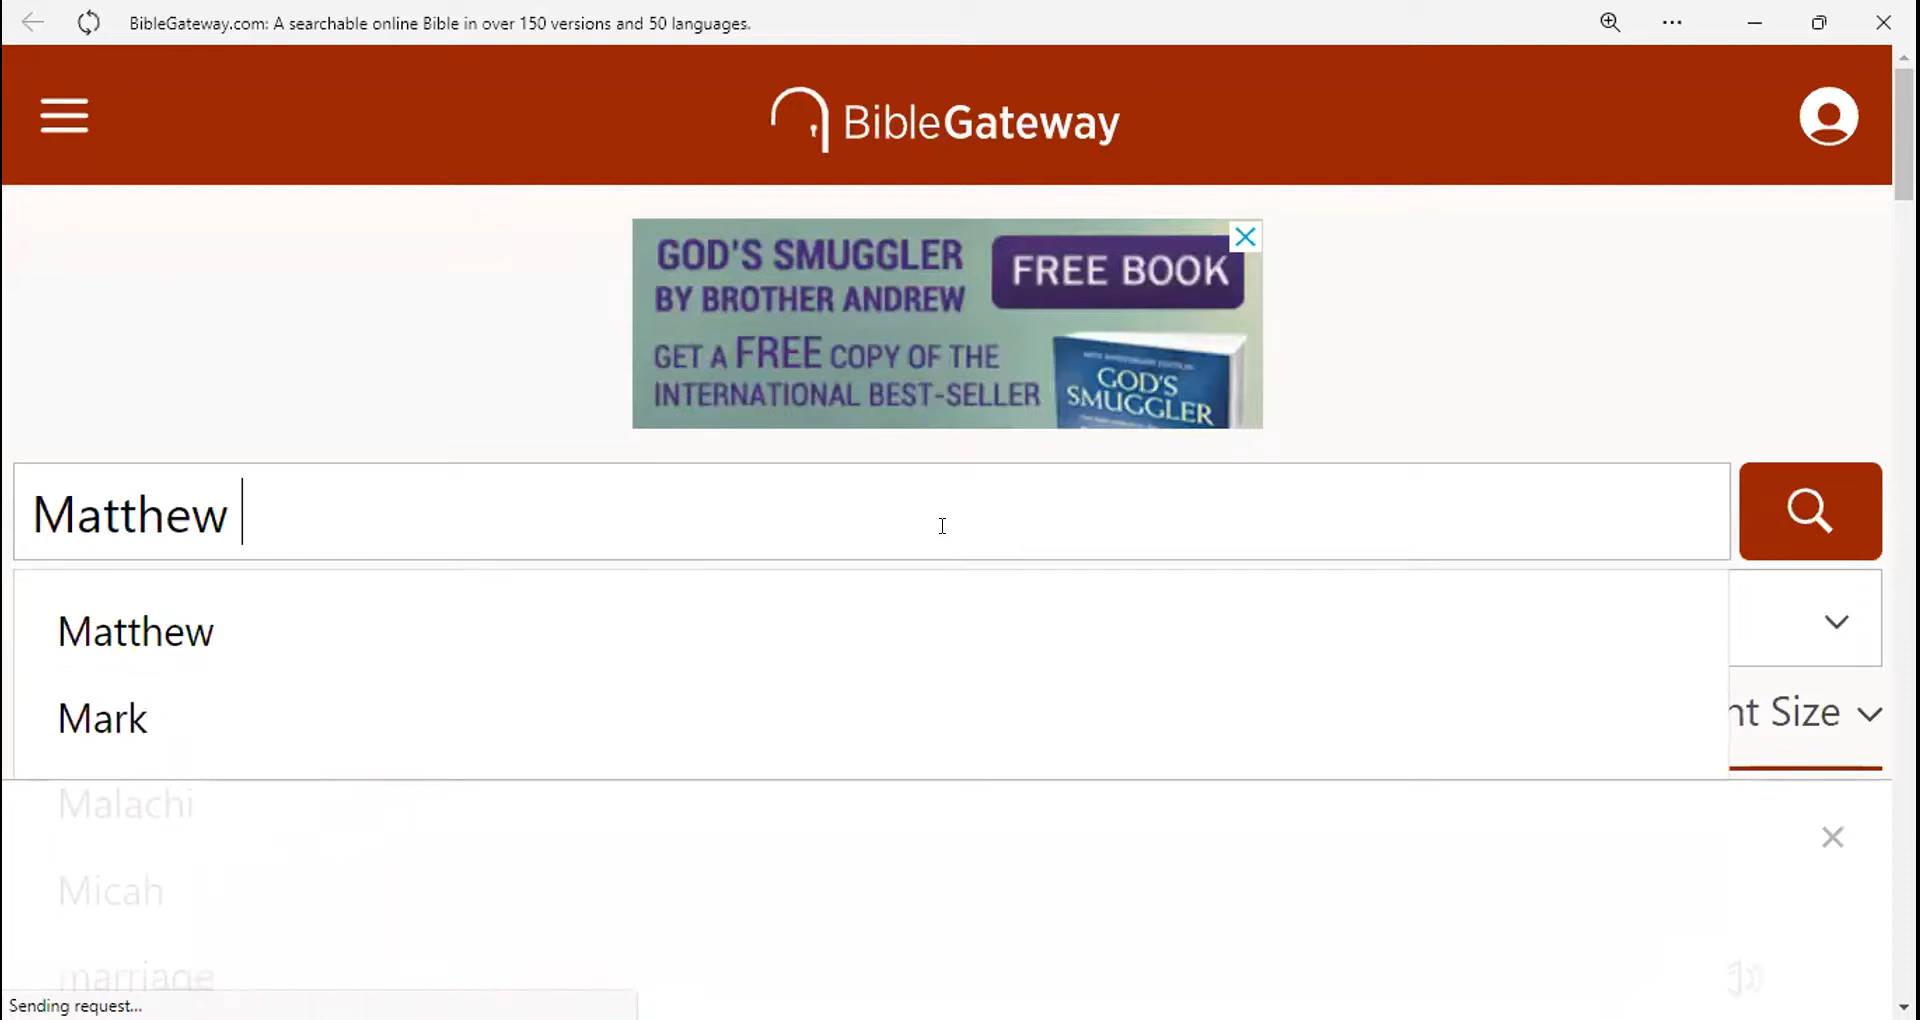 BibleGateway.com: A searchable online Bible in over 150 versions and 50 languages.
BibleGateway
GOD'S SMUGGLER
BY BROTHER ANDREW
FREE BOOK
GET A FREE COPY OF THE
INTERNATIONAL BEST-SELLER
GOD'S
SMUGGLER
Matthew
Matthew
Mark
nt Size
Malachi
Micah
marriage
Sending request...